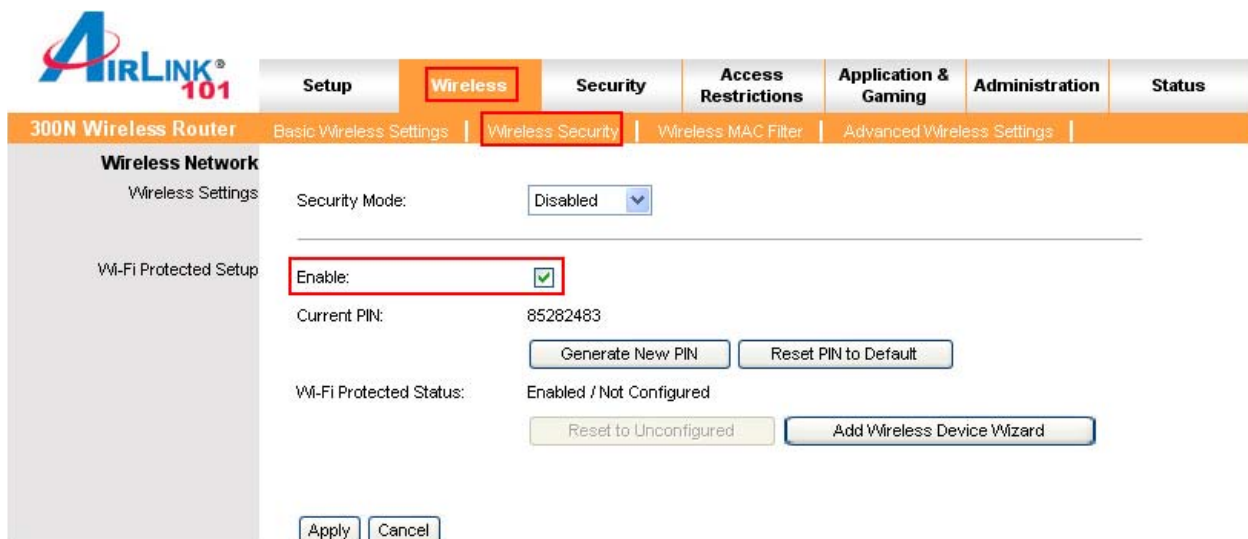 AIRLINK®
101
Setup
Wireless
Security
Access
Restrictions
Application &
Gaming
Administration
Status
300N Wireless Router
Basic Wireless Settings | Wireless Security | Wireless MAC Filter | Advanced Wireless Settings |
Wireless Network
Wireless Settings
Security Mode: Disabled
Wi-Fi Protected Setup
Enable:
Current PIN: 85282483
Generate New PIN Reset PIN to Default
Wi-Fi Protected Status: Enabled / Not Configured
Reset to Unconfigured Add Wireless Device Wizard
Apply Cancel